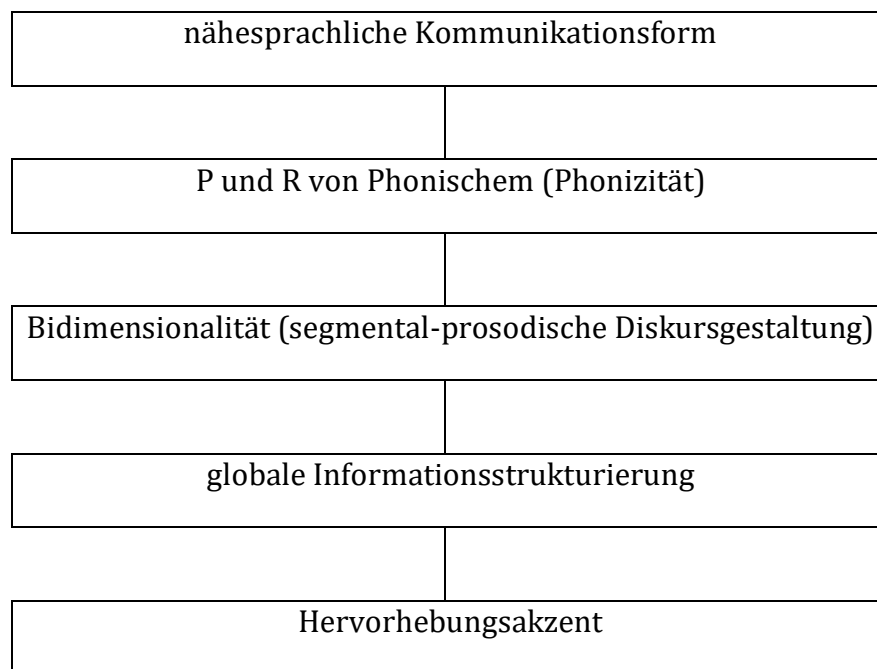 nähesprachliche Kommunikationsform
P und R von Phonischem (Phonizität)
Bidimensionalität (segmental-prosodische Diskursgestaltung)
globale Informationsstrukturierung
Hervorhebungsakzent